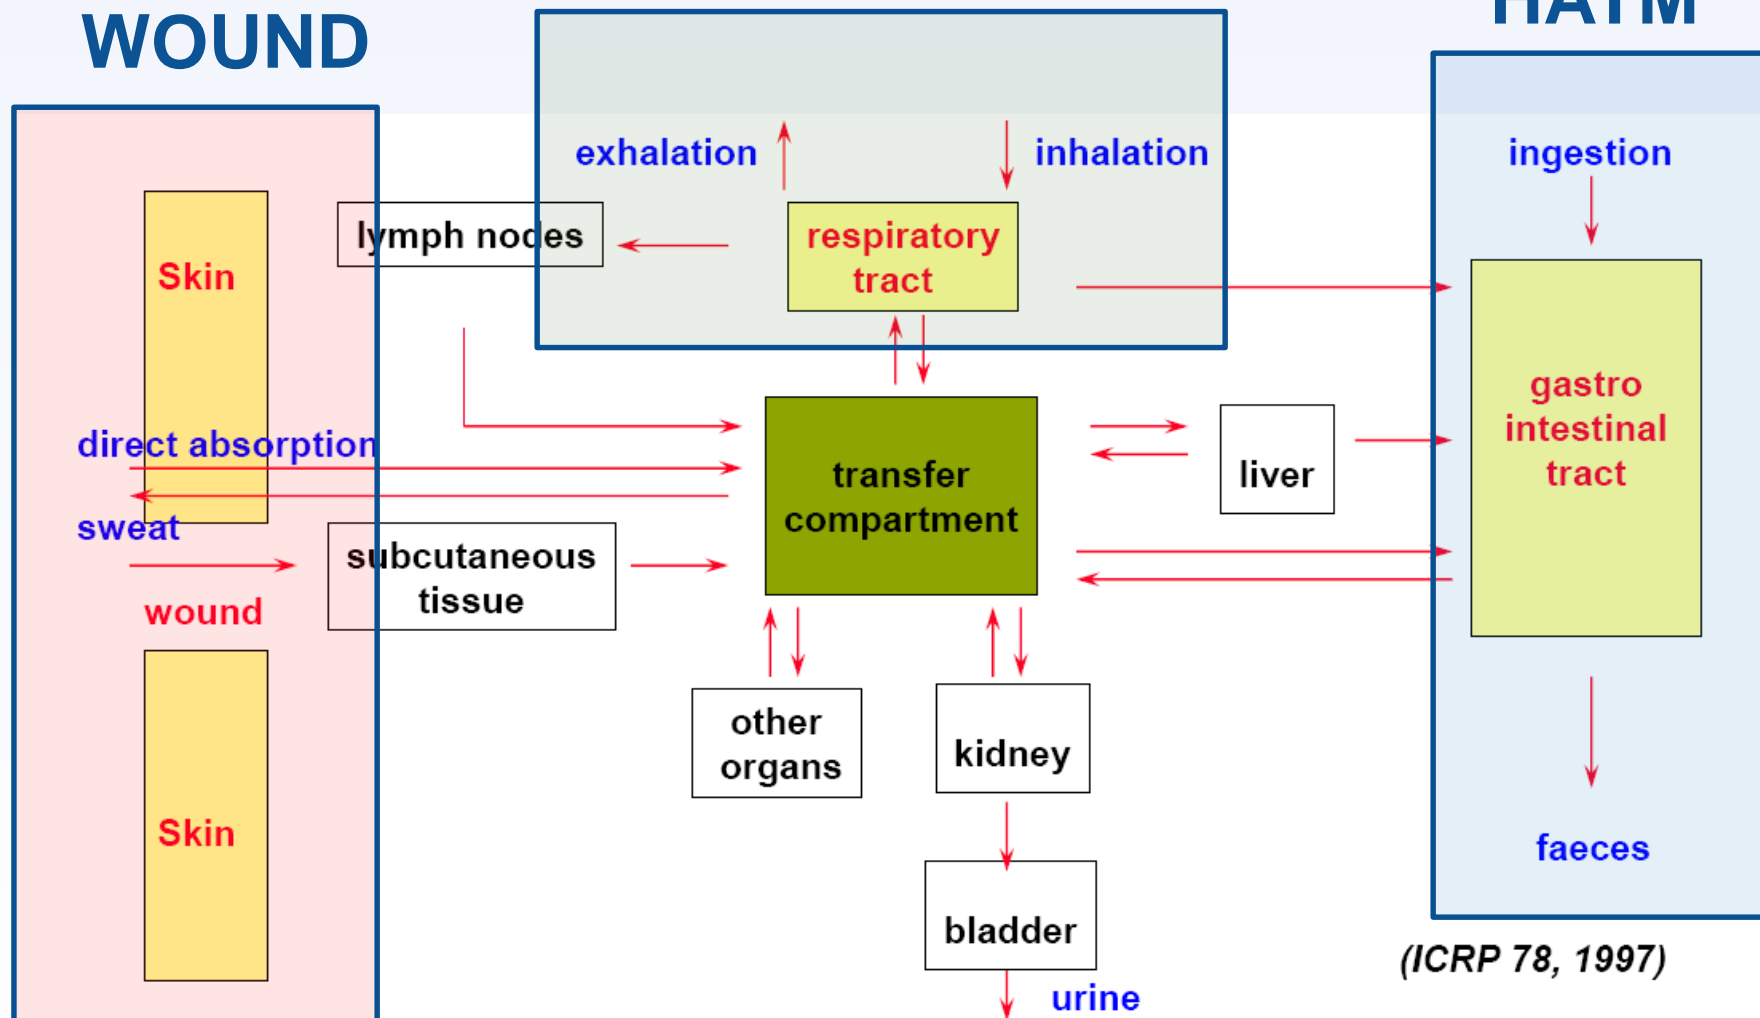 WOUND
HATM
exhalation
inhalation
ingestion
lymph nodes
respiratory
tract
Skin
gastro
intestinal
tract
direct absorption
transfer
compartment
liver
sweat
subcutaneous
tissue
wound
other
organs
kidney
Skin
faeces
bladder
(ICRP 78, 1997)
urine